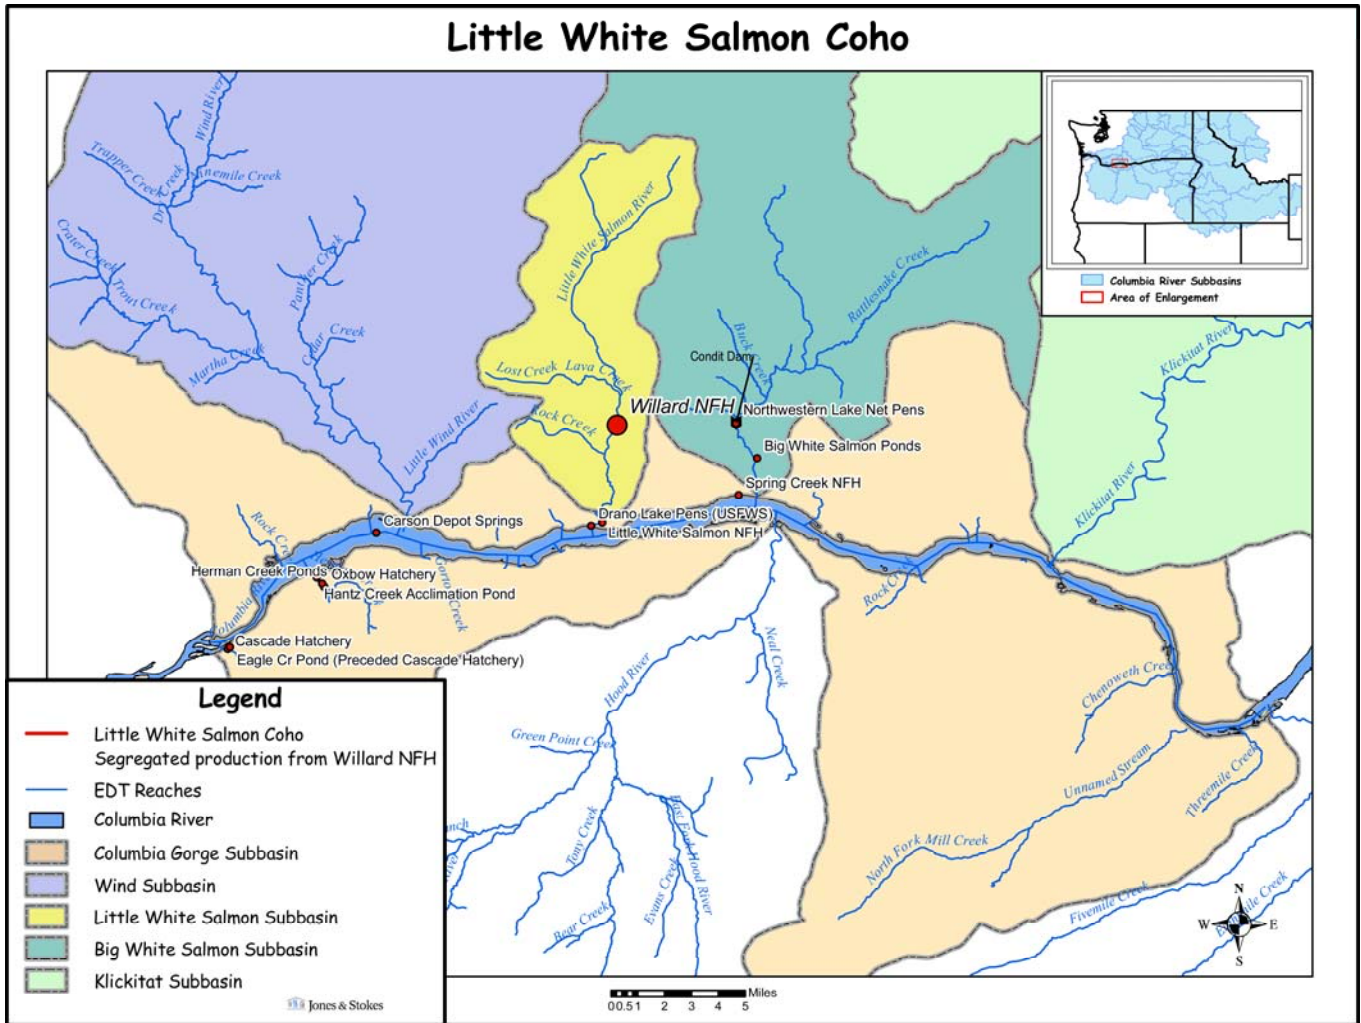 Little White Salmon Coho
Wind River
Trapper Creek
Ninemile Creek
Crater Creek
Trout Creek
Panther Creek
Cedar Creek
Martha Creek
Little Wind River
Little White Salmon River
Lost Creek
Lava Creek
Rock Creek
Willard NFH
Rattlesnake Creek
Buck Creek
Condit Dam
Northwestern Lake Net Pens
Big White Salmon Ponds
Spring Creek NFH
Drano Lake Pens (USFWS)
Little White Salmon NFH
Carson Depot Springs
Rock Cre
Herman Creek Ponds
Oxbow Hatchery
Hantz Creek Acclimation Pond
Gorton Creek
Cascade Hatchery
Eagle Cr Pond (Preceded Cascade Hatchery)
Columbia River Subbasins
Area of Enlargement
Klickitat River
Klickitat River
Rock Creek
Chenoweth Creek
Unnamed Stream
Threemile Creek
North Fork Mill Creek
Fivemile Creek
Neal Creek
Hood River
Green Point Creek
Tony Creek
East Fork Hood River
Evans Creek
Bear Creek
N
W
E
S
Legend
Little White Salmon Coho
Segregated production from Willard NFH
EDT Reaches
Columbia River
Columbia Gorge Subbasin
Wind Subbasin
Little White Salmon Subbasin
Big White Salmon Subbasin
Klickitat Subbasin
Jones & Stokes
Miles
0 0.5 1 2 3 4 5